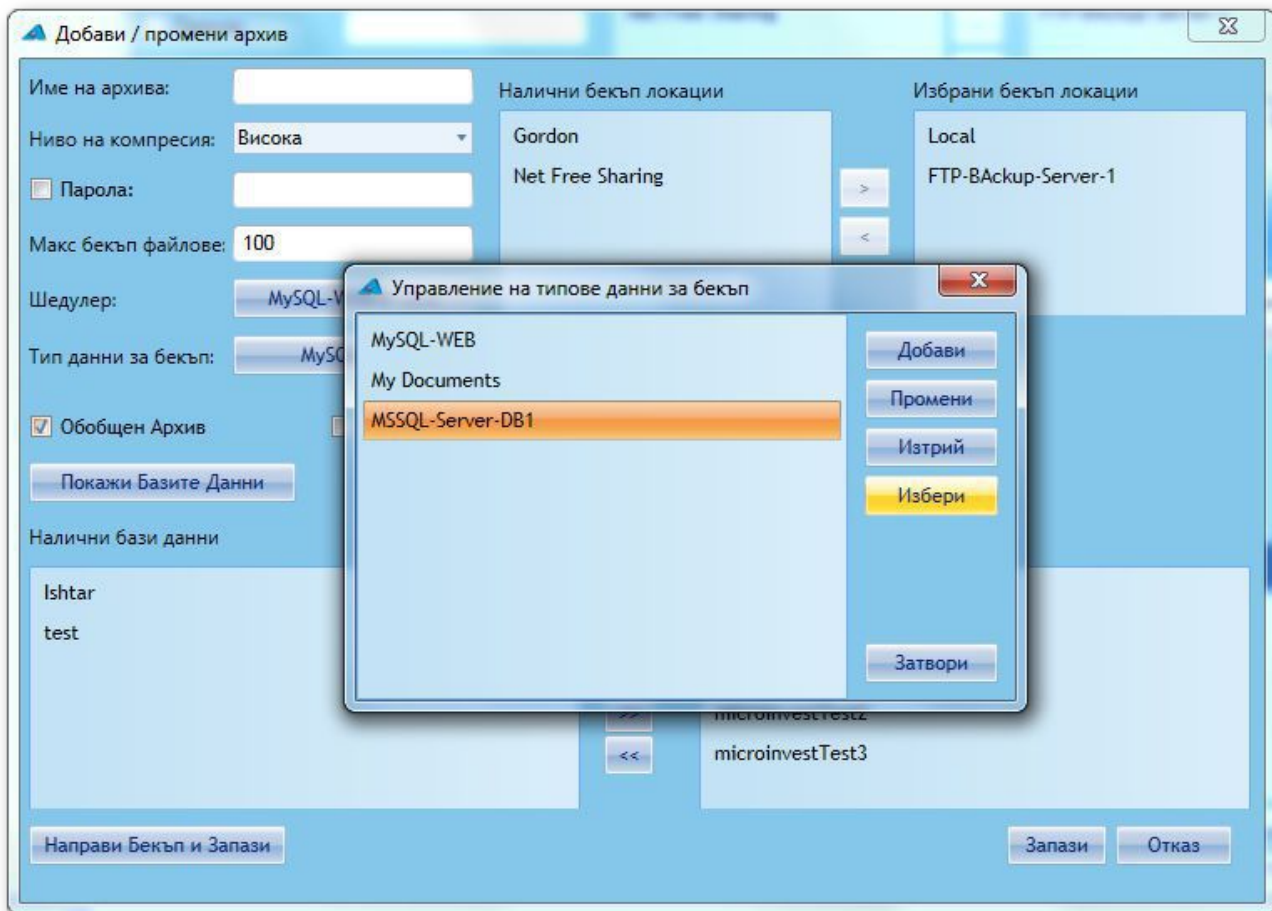 Добави / промени архив
Име на архива:
Ниво на компресия:
Висока
Парола:
Макс бекъп файлове:
100
Шедулер:
MySQL-W
Тип данни за бекъп:
MySQ
Обобщен Архив
Покажи Базите Данни
Налични бекъп локации
Gordon
Net Free Sharing
>
<
Избрани бекъп локации
Local
FTP-BAckup-Server-1
Управление на типове данни за бекъп
MySQL-WEB
My Documents
MSSQL-Server-DB1
Добави
Промени
Изтрий
Избери
Затвори
Налични бази данни
Ishtar
test
>>
<<
microinvestTest2
microinvestTest3
Направи Бекъп и Запази
Запази
Отказ